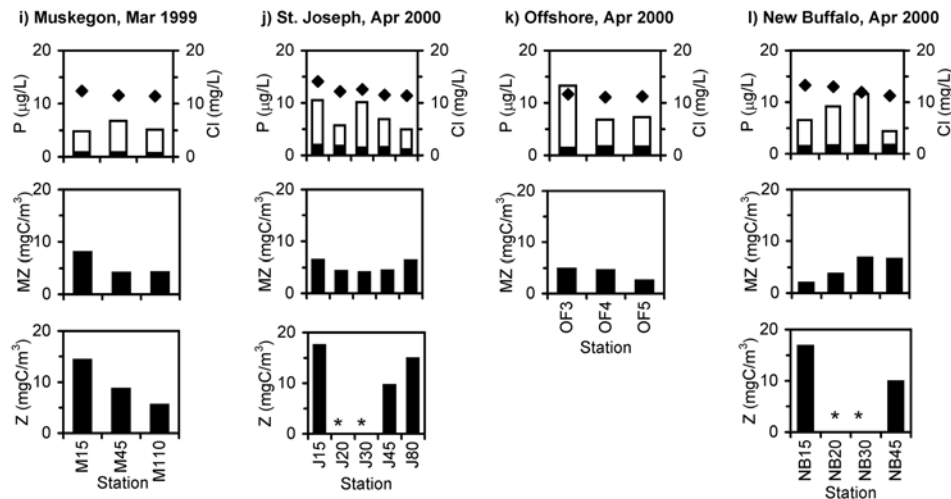 i) Muskegon, Mar 1999
j) St. Joseph, Apr 2000
k) Offshore, Apr 2000
l) New Buffalo, Apr 2000
P (µg/L)
20
10
0
20
10
0
Cl (mg/L)
P (µg/L)
20
10
0
20
10
0
Cl (mg/L)
P (µg/L)
20
10
0
20
10
0
Cl (mg/L)
P (µg/L)
20
10
0
20
10
0
Cl (mg/L)
MZ (mgC/m³)
20
10
0
MZ (mgC/m³)
20
10
0
MZ (mgC/m³)
20
10
0
OF3
OF4
OF5
Station
MZ (mgC/m³)
20
10
0
Z (mgC/m³)
20
10
0
M15
M45
M110
Station
Z (mgC/m³)
20
10
0
* *
J15
J20
J30
J45
J80
Station
Z (mgC/m³)
20
10
0
* *
NB15
NB20
NB30
NB45
Station